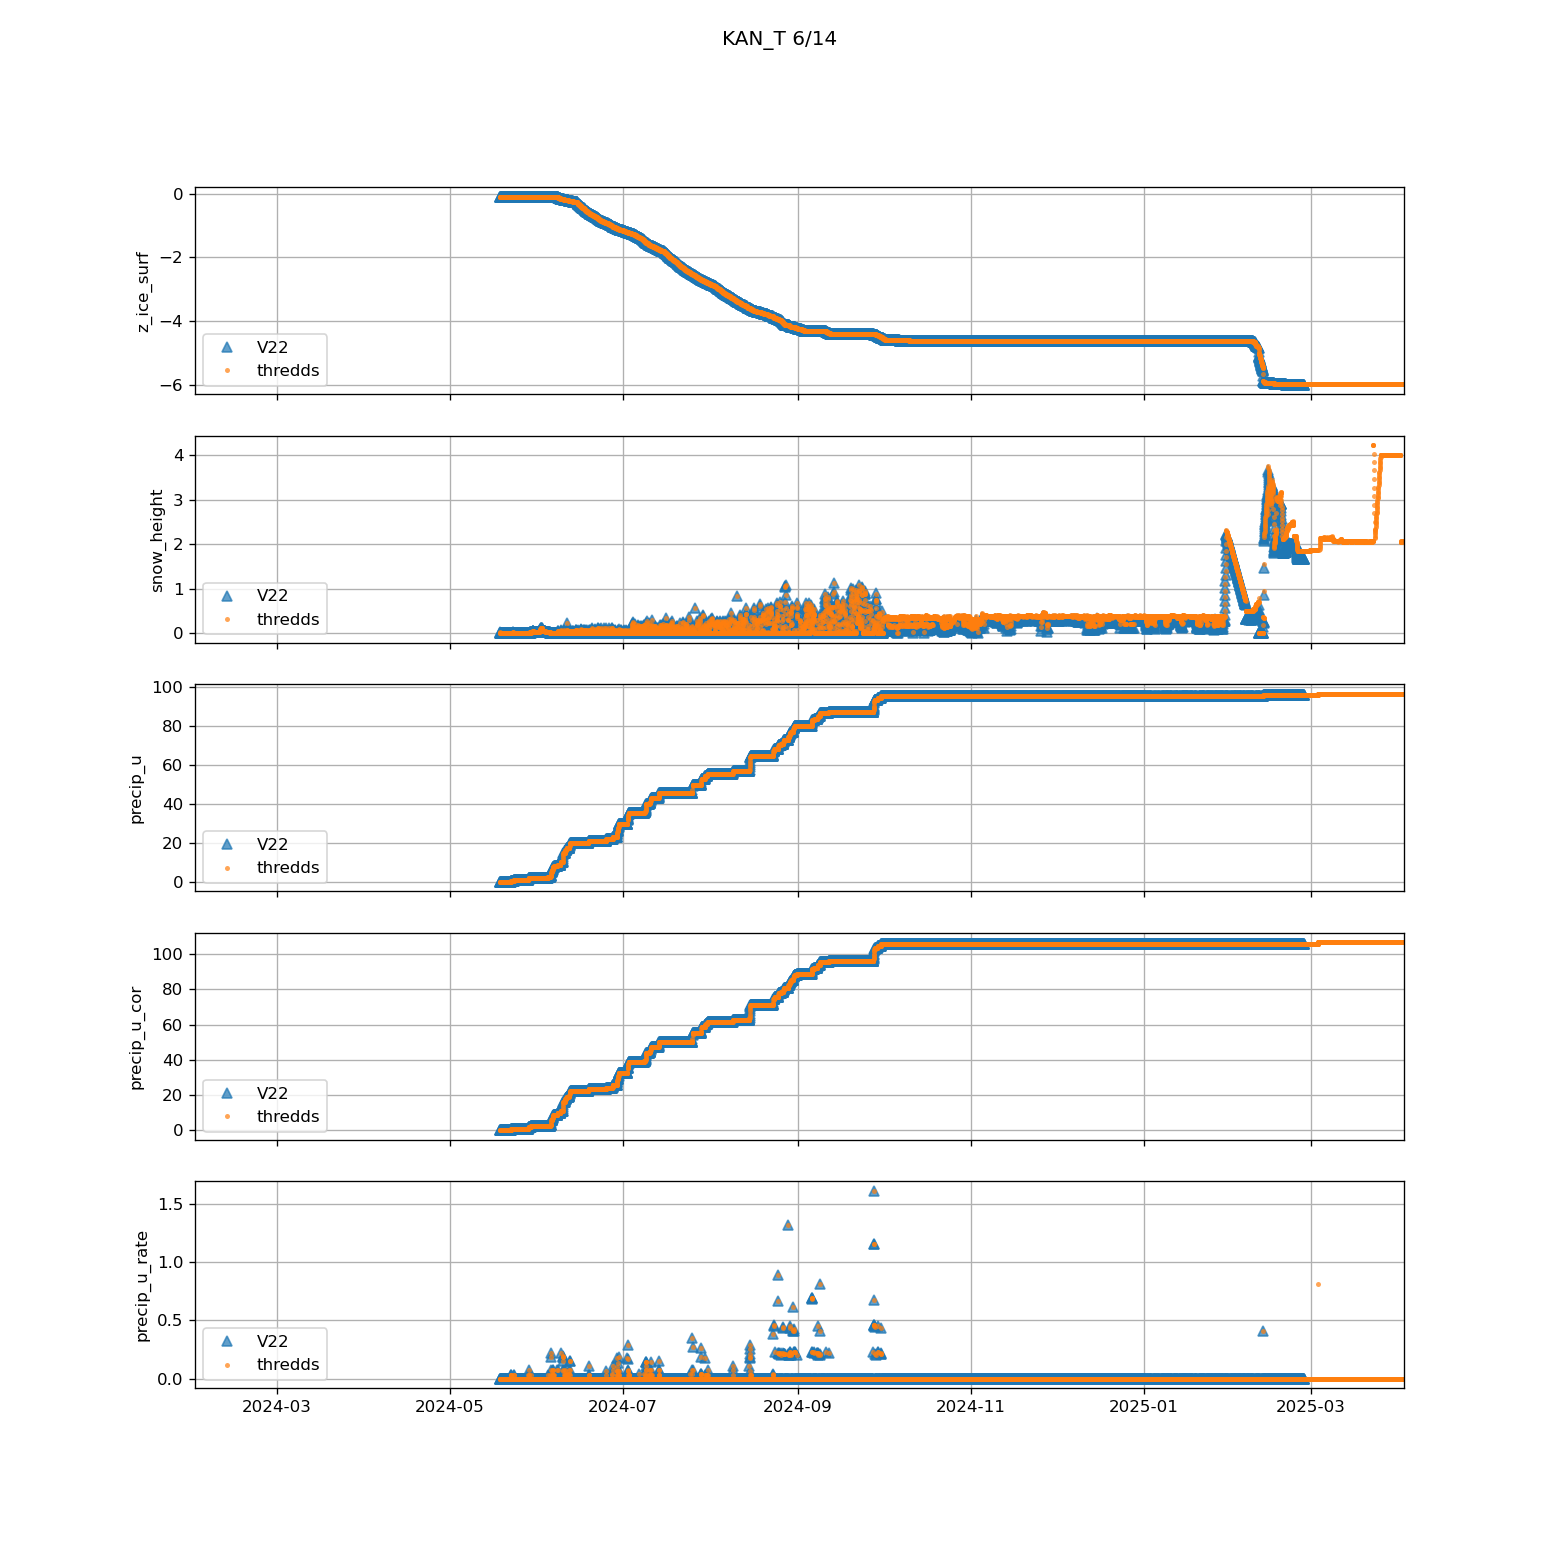 KAN_T 6/14
0
−2
−4
−6
z_ice_surf
V22
thredds
4
3
2
1
0
snow_height
V22
thredds
100
80
60
40
20
0
precip_u
V22
thredds
100
80
60
40
20
0
precip_u_cor
V22
thredds
1.5
1.0
0.5
0.0
precip_u_rate
V22
thredds
2024-03 2024-05 2024-07 2024-09 2024-11 2025-01 2025-03